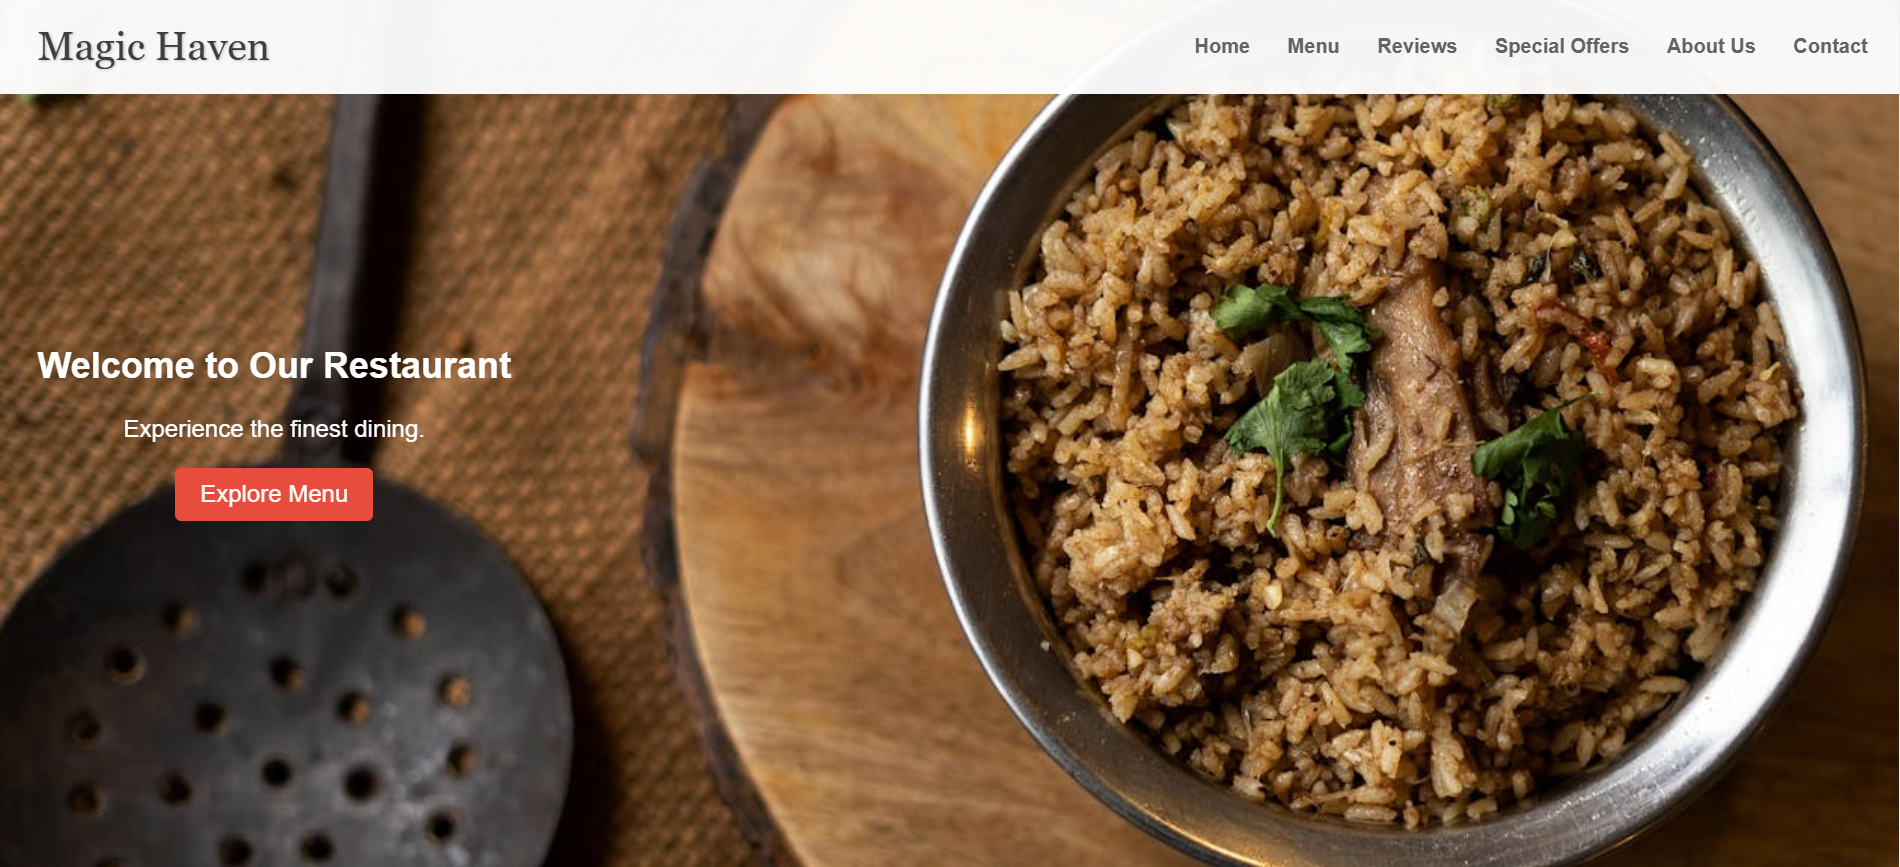 Magic Haven
Home Menu Reviews Special Offers About Us Contact
Welcome to Our Restaurant
Experience the finest dining.
Explore Menu